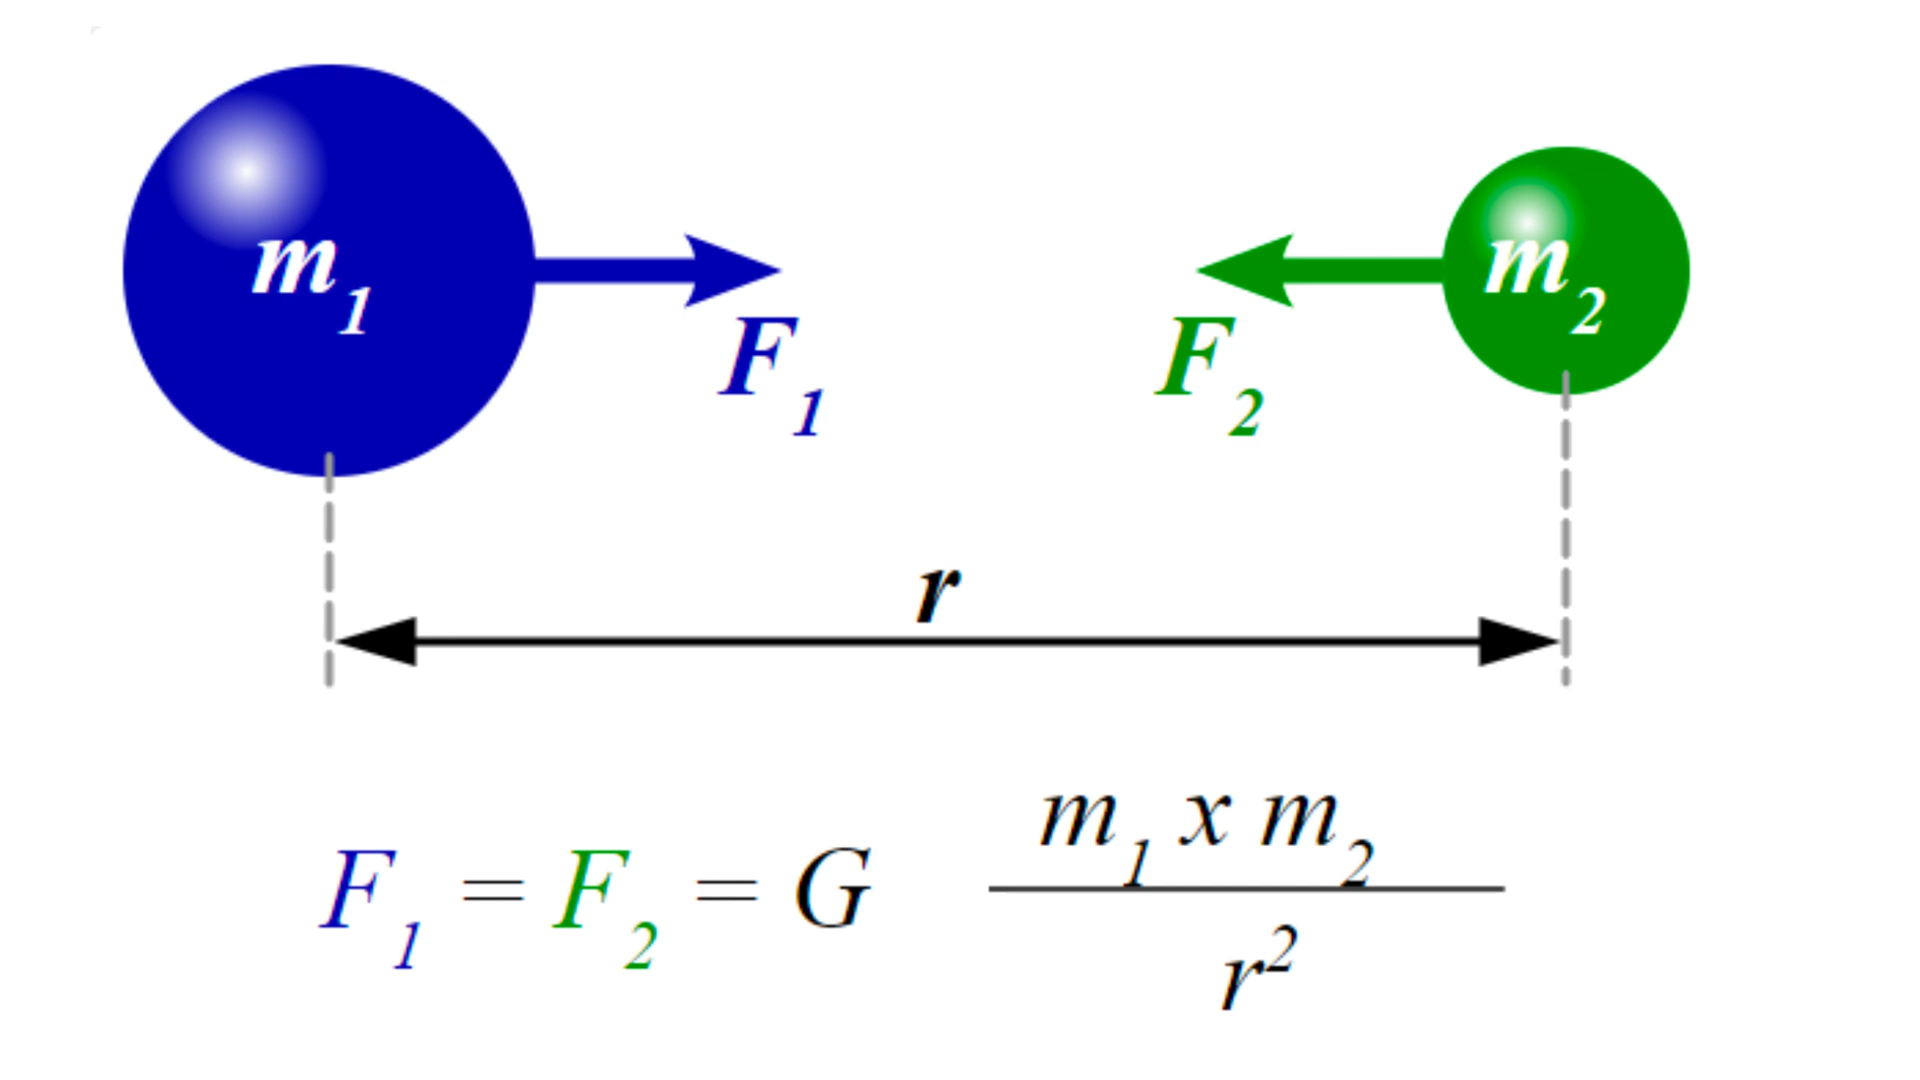 m₁ m₂
F₁ F₂
r
F₁ = F₂ = G m₁ x m₂
r²